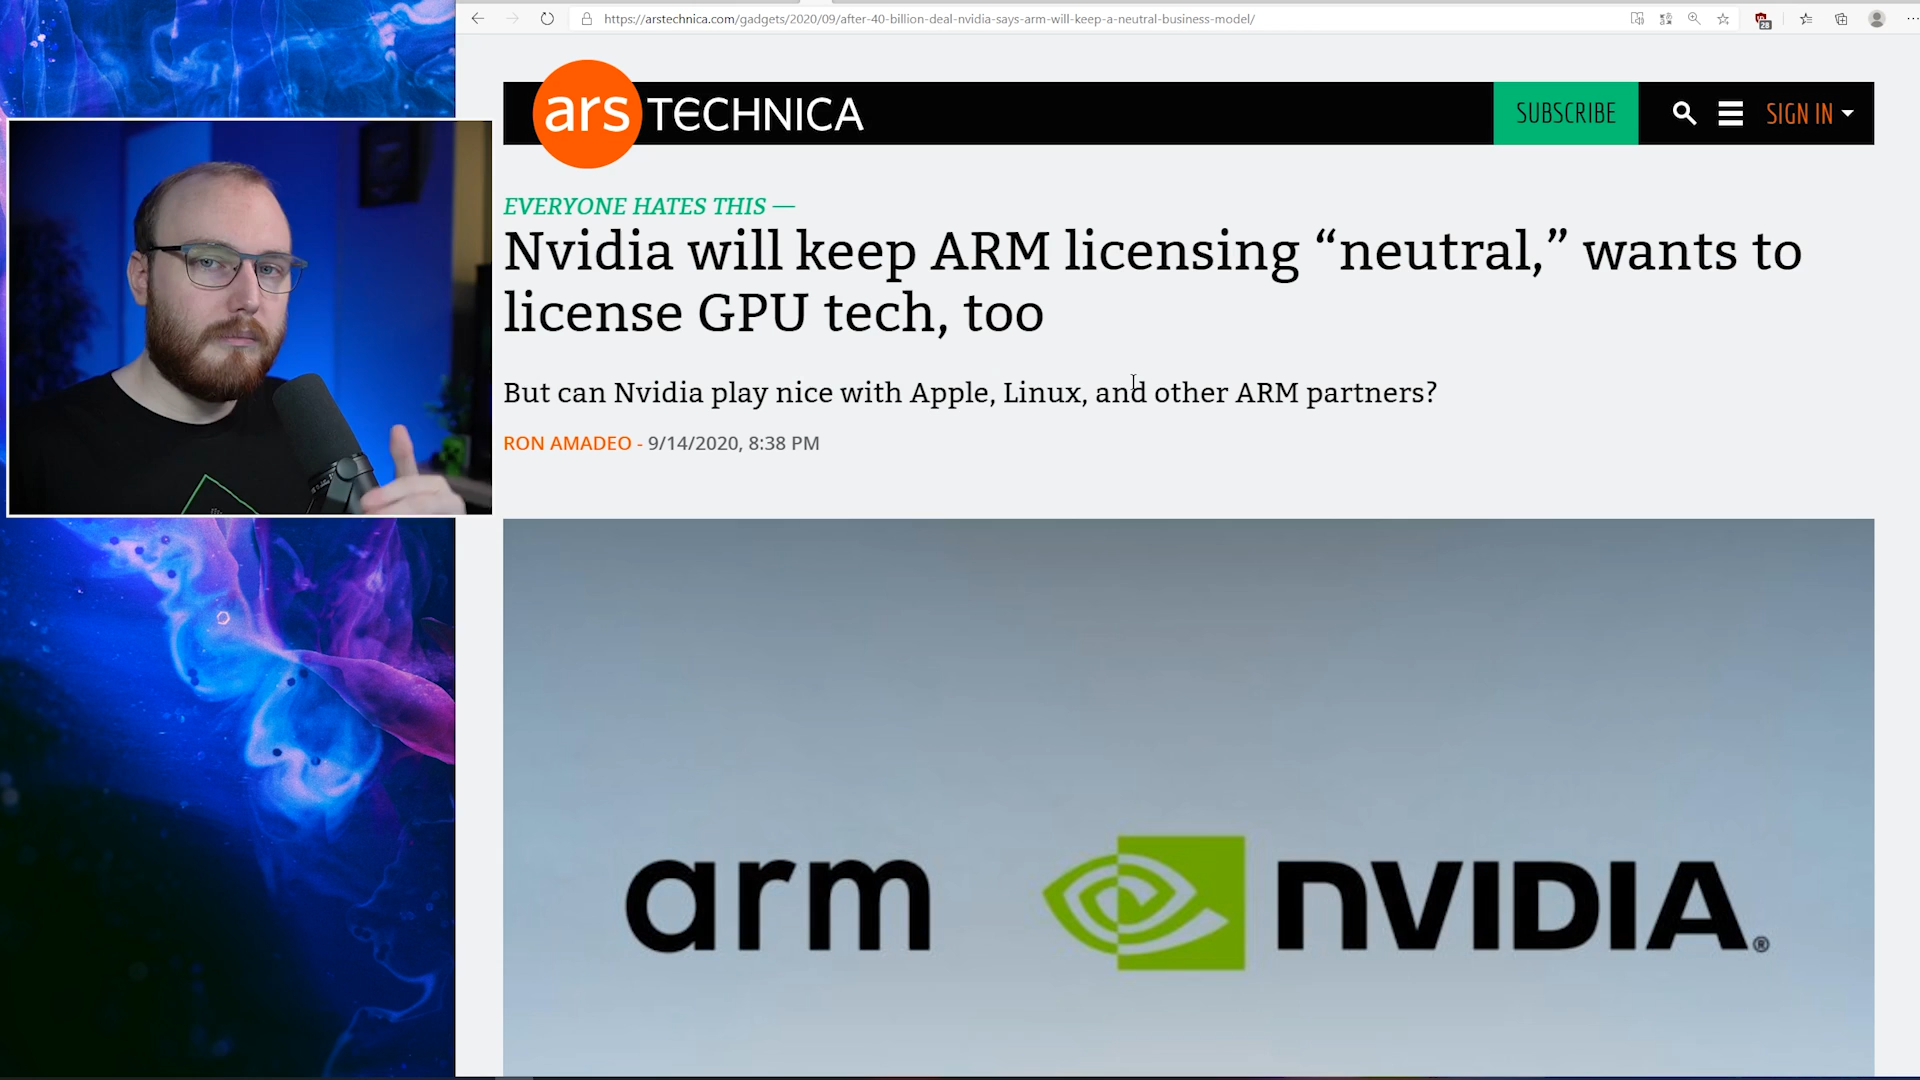 https://arstechnica.com/gadgets/2020/09/after-40-billion-deal-nvidia-says-arm-will-keep-a-neutral-business-model/
28
ars TECHNICA
SUBSCRIBE
SIGN IN
EVERYONE HATES THIS —
Nvidia will keep ARM licensing “neutral,” wants to
license GPU tech, too
But can Nvidia play nice with Apple, Linux, and other ARM partners?
RON AMADEO - 9/14/2020, 8:38 PM
arm
NVIDIA®